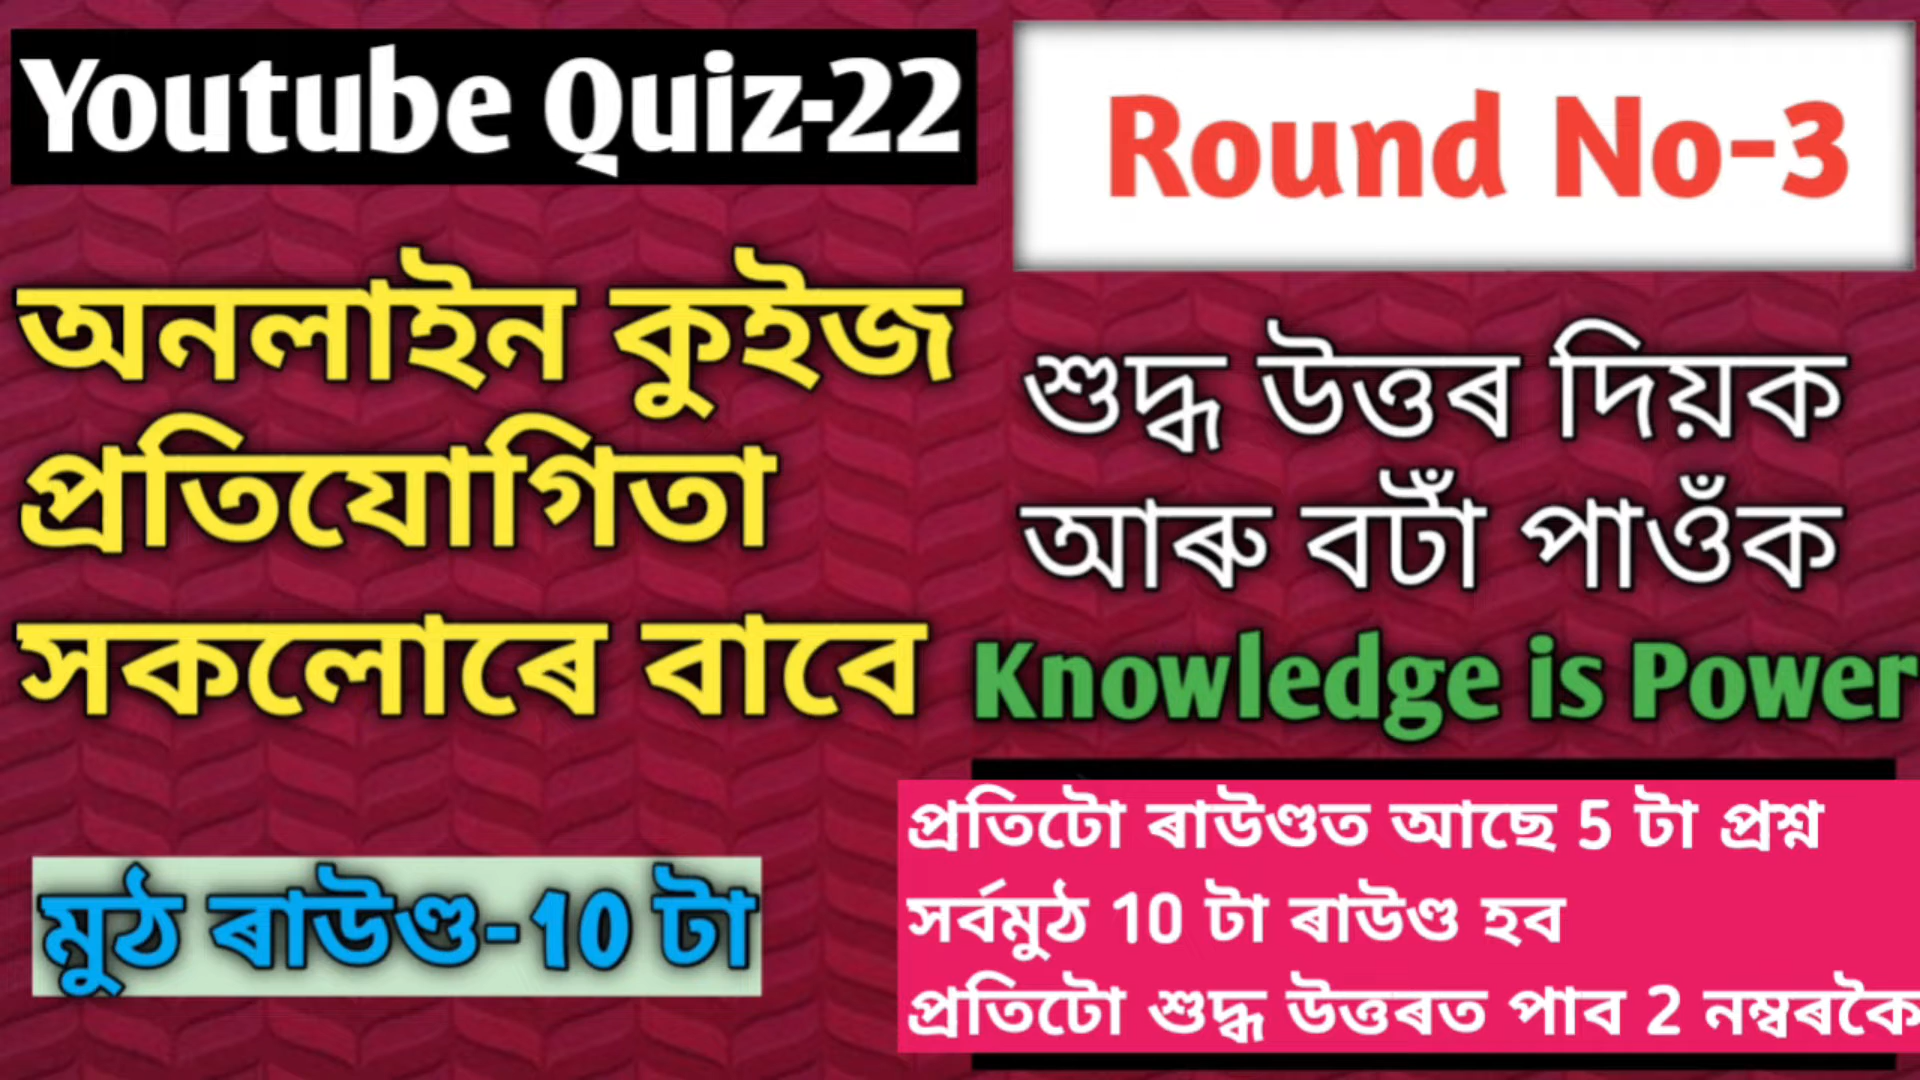 Youtube Quiz-22
অনলাইন কুইজ
প্ৰতিযোগিতা
সকলোৰে বাবে
মুঠ ৰাউণ্ড-10 টা
Round No-3
শুদ্ধ উত্তৰ দিয়ক
আৰু বটাঁ পাওঁক
Knowledge is Power
প্ৰতিটো ৰাউণ্ডত আছে 5 টা প্ৰশ্ন
সৰ্বমুঠ 10 টা ৰাউণ্ড হব
প্ৰতিটো শুদ্ধ উত্তৰত পাব 2 নম্বৰকৈ